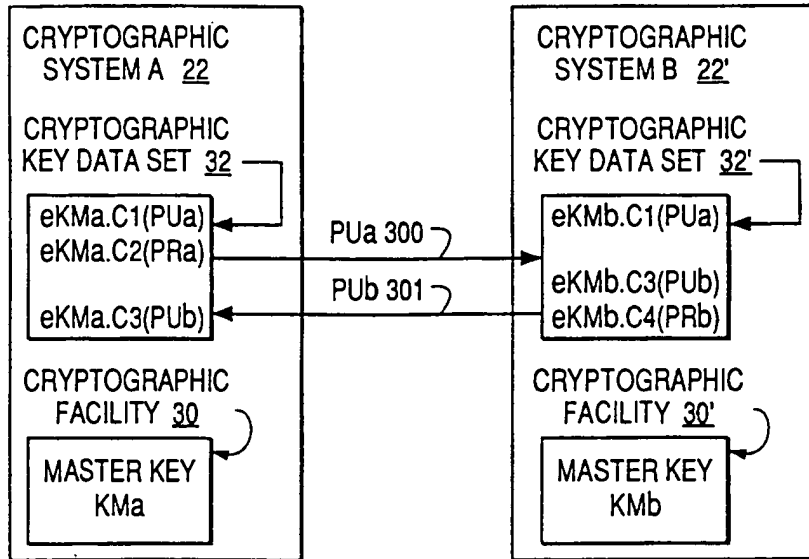 CRYPTOGRAPHIC
SYSTEM A 22
CRYPTOGRAPHIC
KEY DATA SET 32
eKMa.C1(PUa)
eKMa.C2(PRa)
eKMa.C3(PUb)
CRYPTOGRAPHIC
FACILITY 30
MASTER KEY
KMa
PUa 300
PUb 301
CRYPTOGRAPHIC
SYSTEM B 22'
CRYPTOGRAPHIC
KEY DATA SET 32'
eKMb.C1(PUa)
eKMb.C3(PUb)
eKMb.C4(PRb)
CRYPTOGRAPHIC
FACILITY 30'
MASTER KEY
KMb